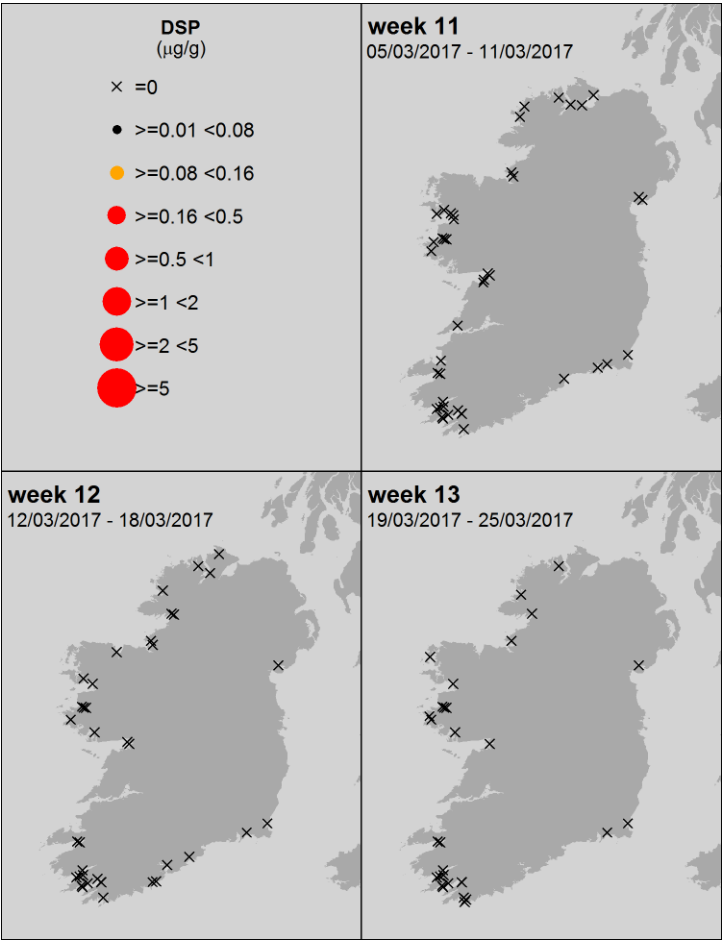 DSP
(μg/g)
=0
>=0.01 <0.08
>=0.08 <0.16
>=0.16 <0.5
>=0.5 <1
>=1 <2
>=2 <5
>=5
week 11
05/03/2017 - 11/03/2017
week 12
12/03/2017 - 18/03/2017
week 13
19/03/2017 - 25/03/2017